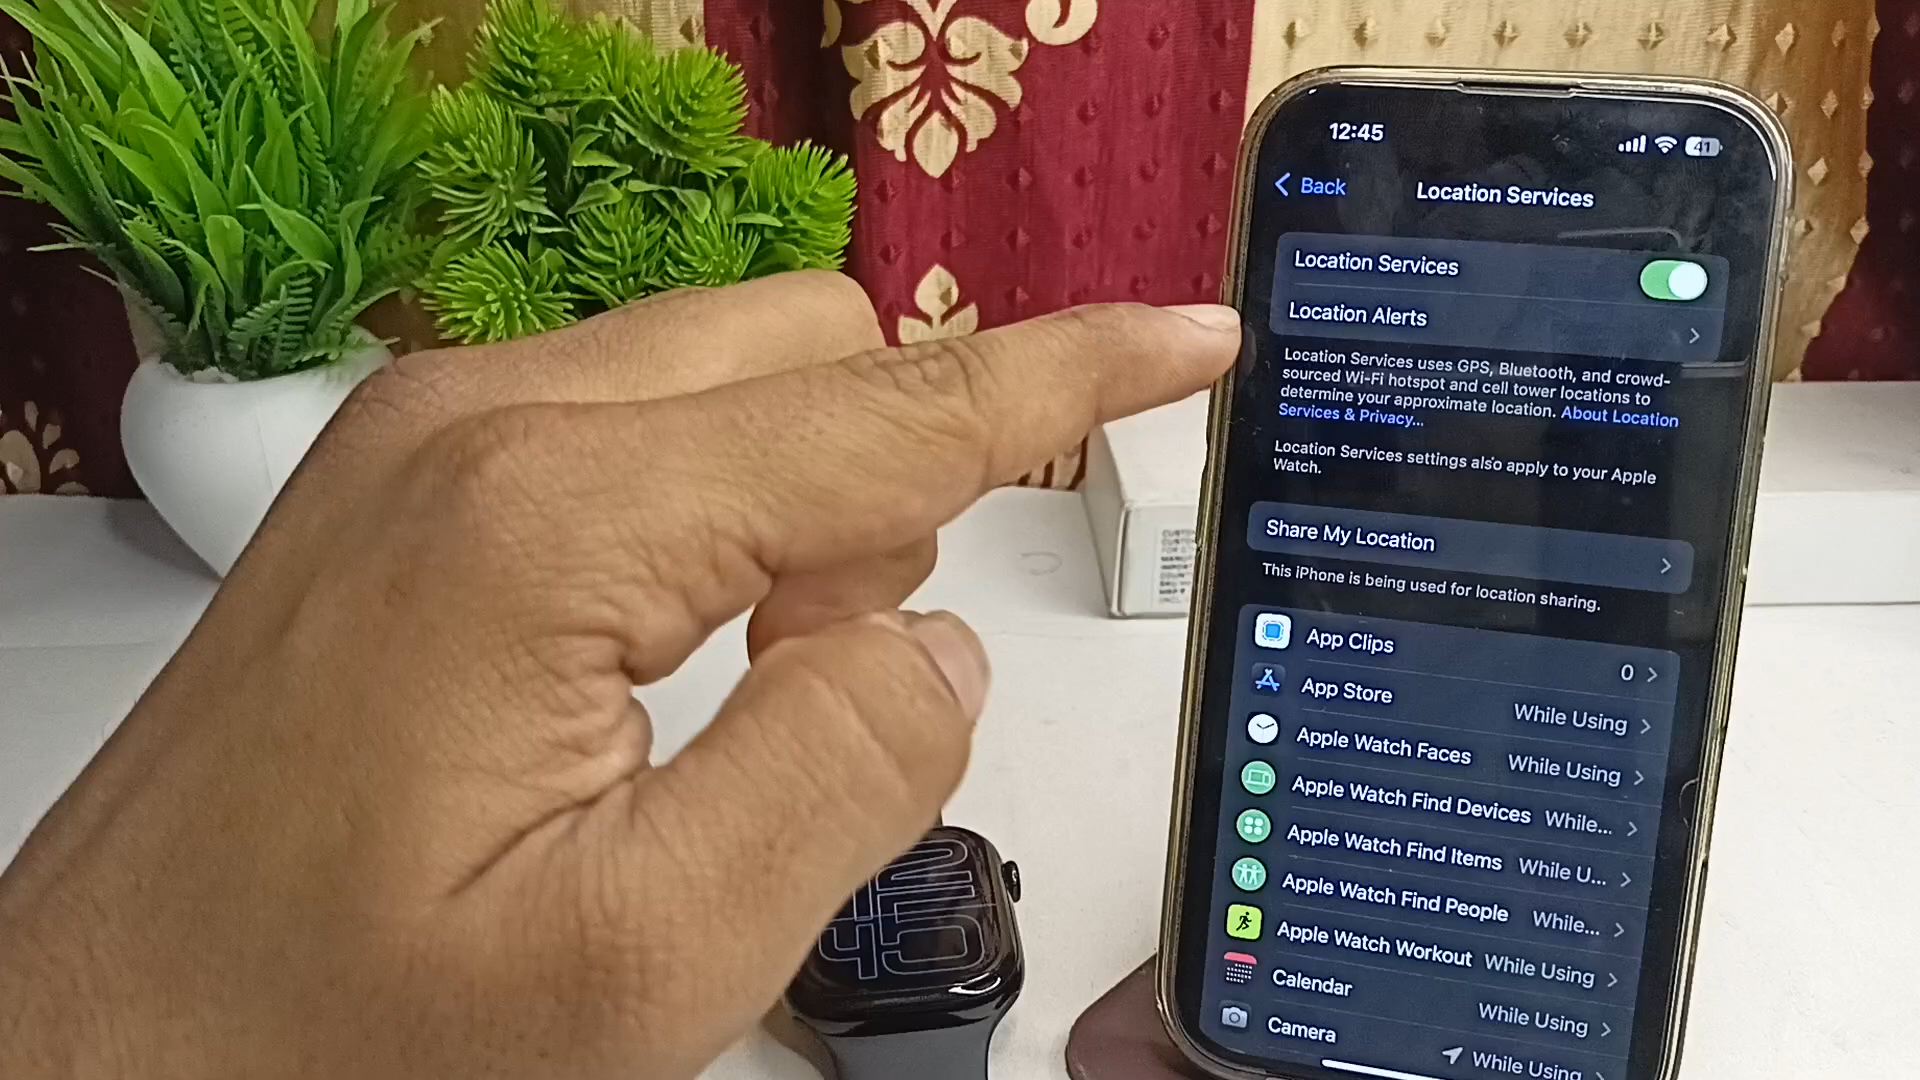 12:45
41
Back
Location Services
Location Services
Location Alerts
Location Services uses GPS, Bluetooth, and crowd-
sourced Wi-Fi hotspot and cell tower locations to
determine your approximate location. About Location
Services & Privacy...
Location Services settings also apply to your Apple
Watch.
Share My Location
This iPhone is being used for location sharing.
App Clips 0
App Store While Using
Apple Watch Faces While Using
Apple Watch Find Devices While...
Apple Watch Find Items While U...
Apple Watch Find People While...
Apple Watch Workout While Using
Calendar While Using
Camera While Using
12
45